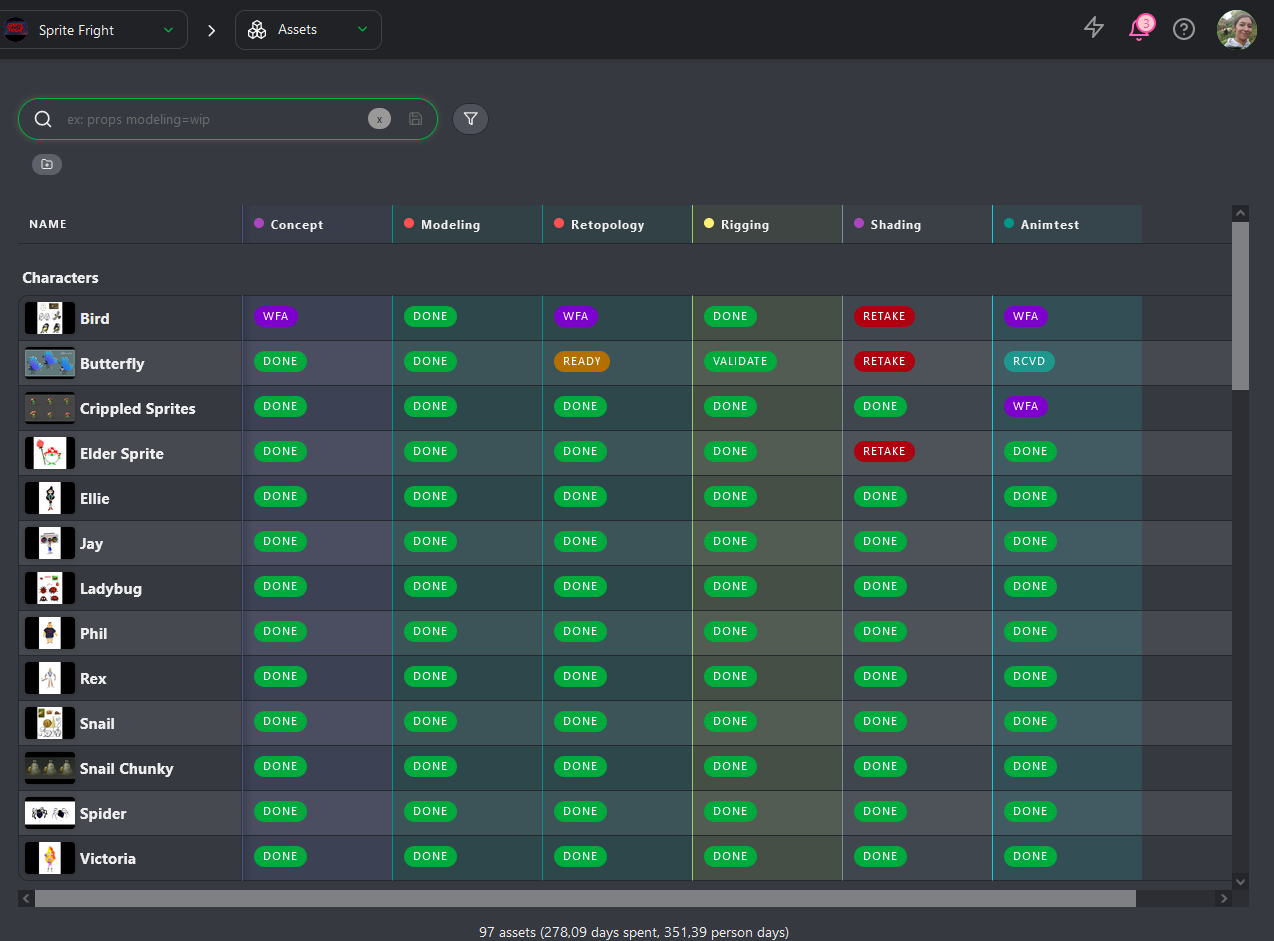 Sprite Fright Assets 3
ex: props modeling=wip x
NAME Concept Modeling Retopology Rigging Shading Animtest
Characters
Bird WFA DONE WFA DONE RETAKE WFA
Butterfly DONE DONE READY VALIDATE RETAKE RCVD
Crippled Sprites DONE DONE DONE DONE DONE WFA
Elder Sprite DONE DONE DONE DONE RETAKE DONE
Ellie DONE DONE DONE DONE DONE DONE
Jay DONE DONE DONE DONE DONE DONE
Ladybug DONE DONE DONE DONE DONE DONE
Phil DONE DONE DONE DONE DONE DONE
Rex DONE DONE DONE DONE DONE DONE
Snail DONE DONE DONE DONE DONE DONE
Snail Chunky DONE DONE DONE DONE DONE DONE
Spider DONE DONE DONE DONE DONE DONE
Victoria DONE DONE DONE DONE DONE DONE
97 assets (278,09 days spent, 351,39 person days)